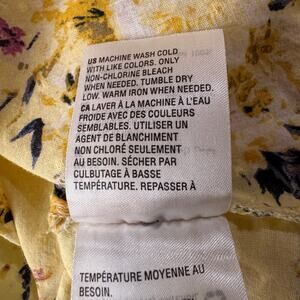 US MACHINE WASH COLD
WITH LIKE COLORS. ONLY
NON-CHLORINE BLEACH
WHEN NEEDED. TUMBLE DRY
LOW. WARM IRON WHEN NEEDED.
CA LAVER À LA MACHINE À L'EAU
FROIDE AVEC DES COULEURS
SEMBLABLES. UTILISER UN
AGENT DE BLANCHIMENT
NON CHLORÉ SEULEMENT
AU BESOIN. SÉCHER PAR
CULBUTAGE À BASSE
TEMPÉRATURE. REPASSER À
TEMPÉRATURE MOYENNE AU
BESOIN.